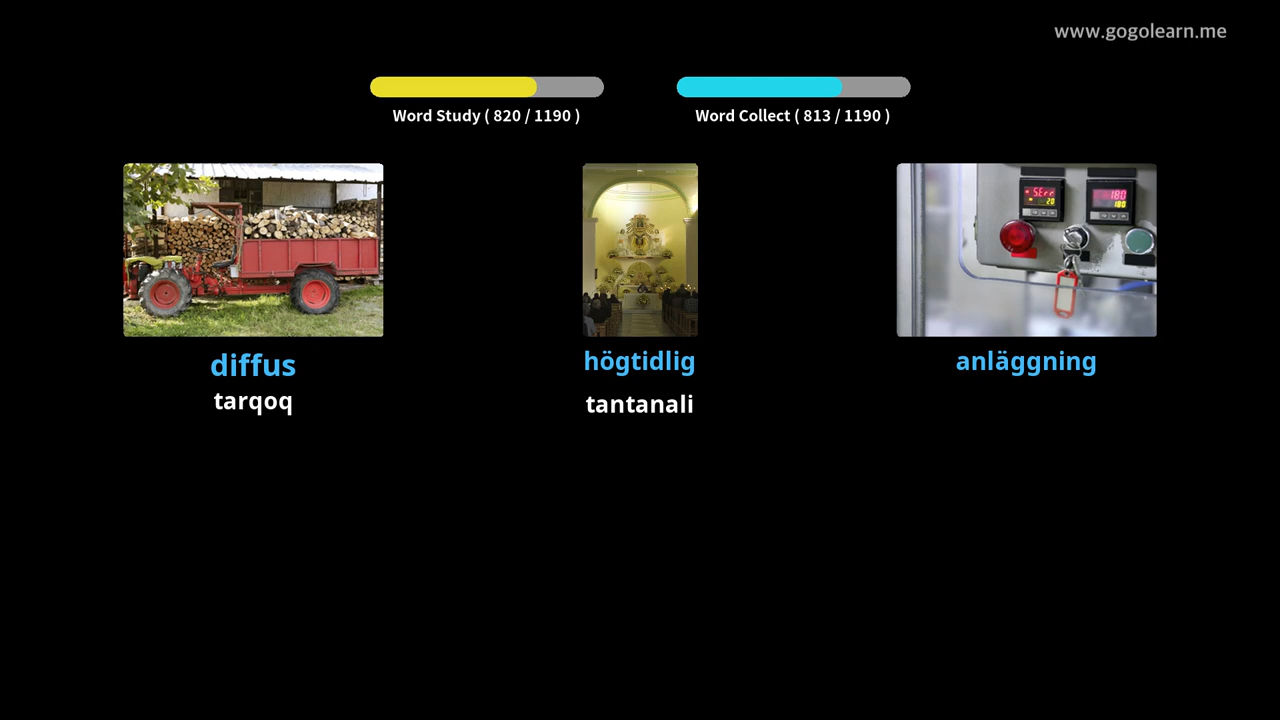 www.gogolearn.me
Word Study ( 820 / 1190 )
Word Collect ( 813 / 1190 )
diffus
tarqoq
högtidlig
tantanali
anläggning